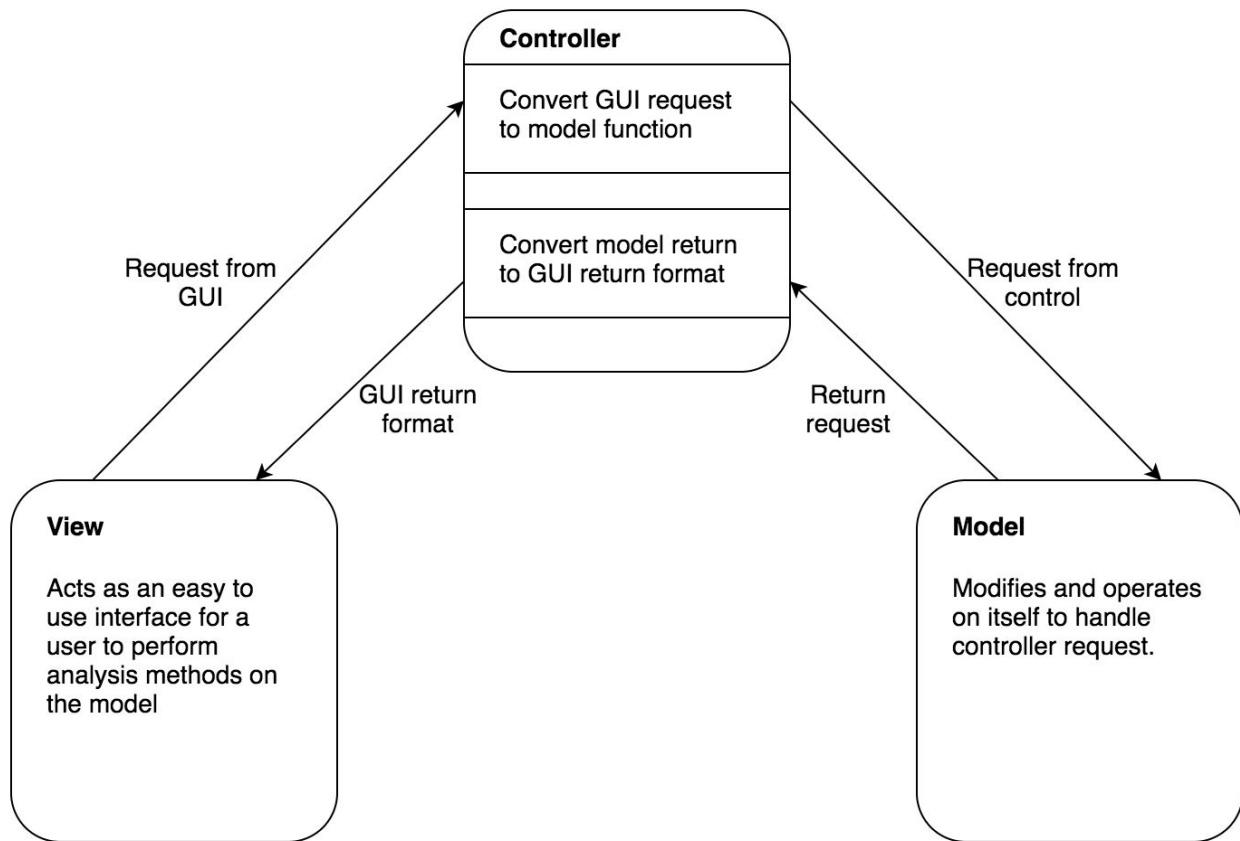 Controller
Convert GUI request
to model function
Convert model return
to GUI return format
Request from
GUI
Request from
control
GUI return
format
Return
request
View
Acts as an easy to
use interface for a
user to perform
analysis methods on
the model
Model
Modifies and operates
on itself to handle
controller request.